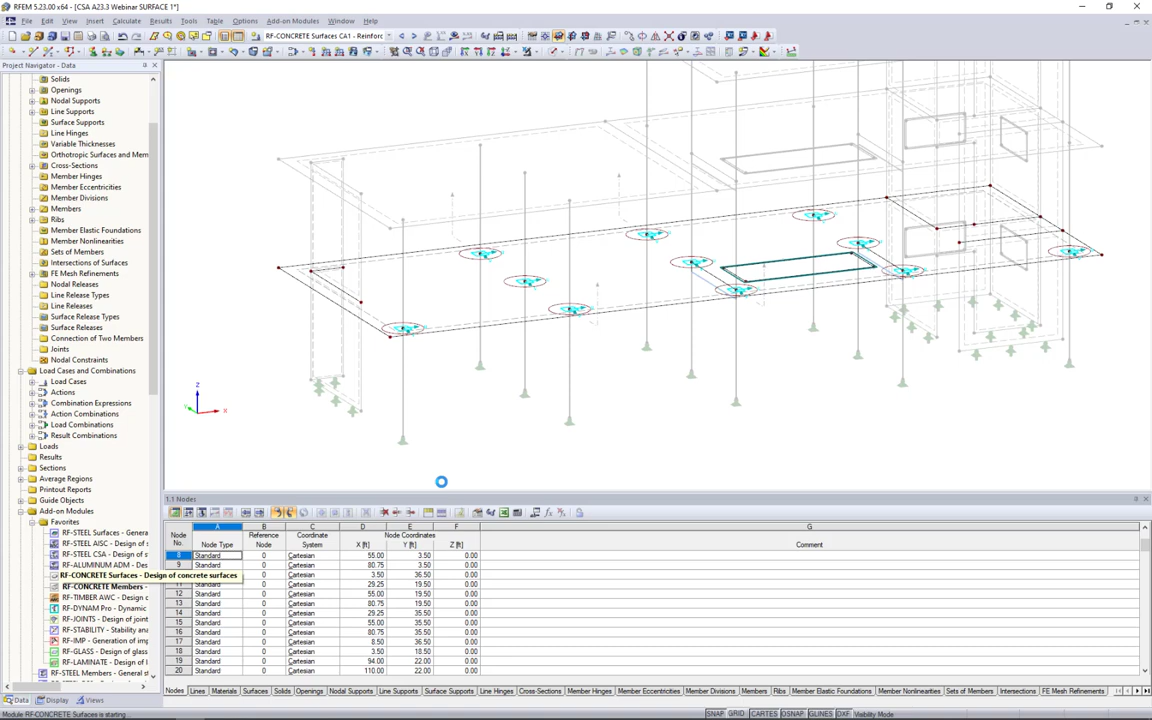 RFEM 5.23.00 x64 - [CSA A23.3 Webinar SURFACE 1*]
File Edit View Insert Calculate Results Tools Table Options Add-on Modules Window Help
RF-CONCRETE Surfaces CA1 - Reinforc
Project Navigator - Data
Solids
Openings
Nodal Supports
Line Supports
Surface Supports
Line Hinges
Variable Thicknesses
Orthotropic Surfaces and Mem
Cross-Sections
Member Hinges
Member Eccentricities
Member Divisions
Members
Ribs
Member Elastic Foundations
Member Nonlinearities
Sets of Members
Intersections of Surfaces
FE Mesh Refinements
Line Release Types
Line Releases
Surface Release Types
Surface Releases
Connection of Two Members
Joints
Nodal Constraints
Load Cases and Combinations
Load Cases
Actions
Combination Expressions
Action Combinations
Load Combinations
Result Combinations
Loads
Results
Sections
Average Regions
Printout Reports
Guide Objects
Add-on Modules
Favorites
RF-STEEL Surfaces - Genera
RF-STEEL AISC - Design of s
RF-STEEL CSA - Design of st
RF-ALUMINUM ADM - Des
RF-CONCRETE Surfaces - Design of concrete surfaces
RF-CONCRETE Members -
RF-TIMBER AWC - Design o
RF-DYNAM Pro - Dynamic
RF-JOINTS - Design of joint
RF-STABILITY - Stability ana
RF-IMP - Generation of imp
RF-GLASS - Design of glass
RF-LAMINATE - Design of l
RF-STEEL Members - General st
Data Display Views
Z
Y X
1.1 Nodes
A B C D E F G
Node No. Node Type Reference Node Coordinate System Node Coordinates X [ft] Y [ft] Z [ft] Comment
8 Standard 0 Cartesian 55.00 3.50 0.00
9 Standard 0 Cartesian 80.75 3.50 0.00
Standard 0 Cartesian 3.50 36.50 0.00
11 Standard 0 Cartesian 29.25 19.50 0.00
12 Standard 0 Cartesian 55.00 19.50 0.00
13 Standard 0 Cartesian 80.75 19.50 0.00
14 Standard 0 Cartesian 29.25 35.50 0.00
15 Standard 0 Cartesian 55.00 35.50 0.00
16 Standard 0 Cartesian 80.75 35.50 0.00
17 Standard 0 Cartesian 8.50 36.50 0.00
18 Standard 0 Cartesian 3.50 18.50 0.00
19 Standard 0 Cartesian 94.00 22.00 0.00
20 Standard 0 Cartesian 110.00 22.00 0.00
Nodes Lines Materials Surfaces Solids Openings Nodal Supports Line Supports Surface Supports Line Hinges Cross-Sections Member Hinges Member Eccentricities Member Divisions Members Ribs Member Elastic Foundations Member Nonlinearities Sets of Members Intersections FE Mesh Refinements
Module RF-CONCRETE Surfaces is starting...
SNAP GRID CARTES OSNAP GLINES DXF Visibility Mode